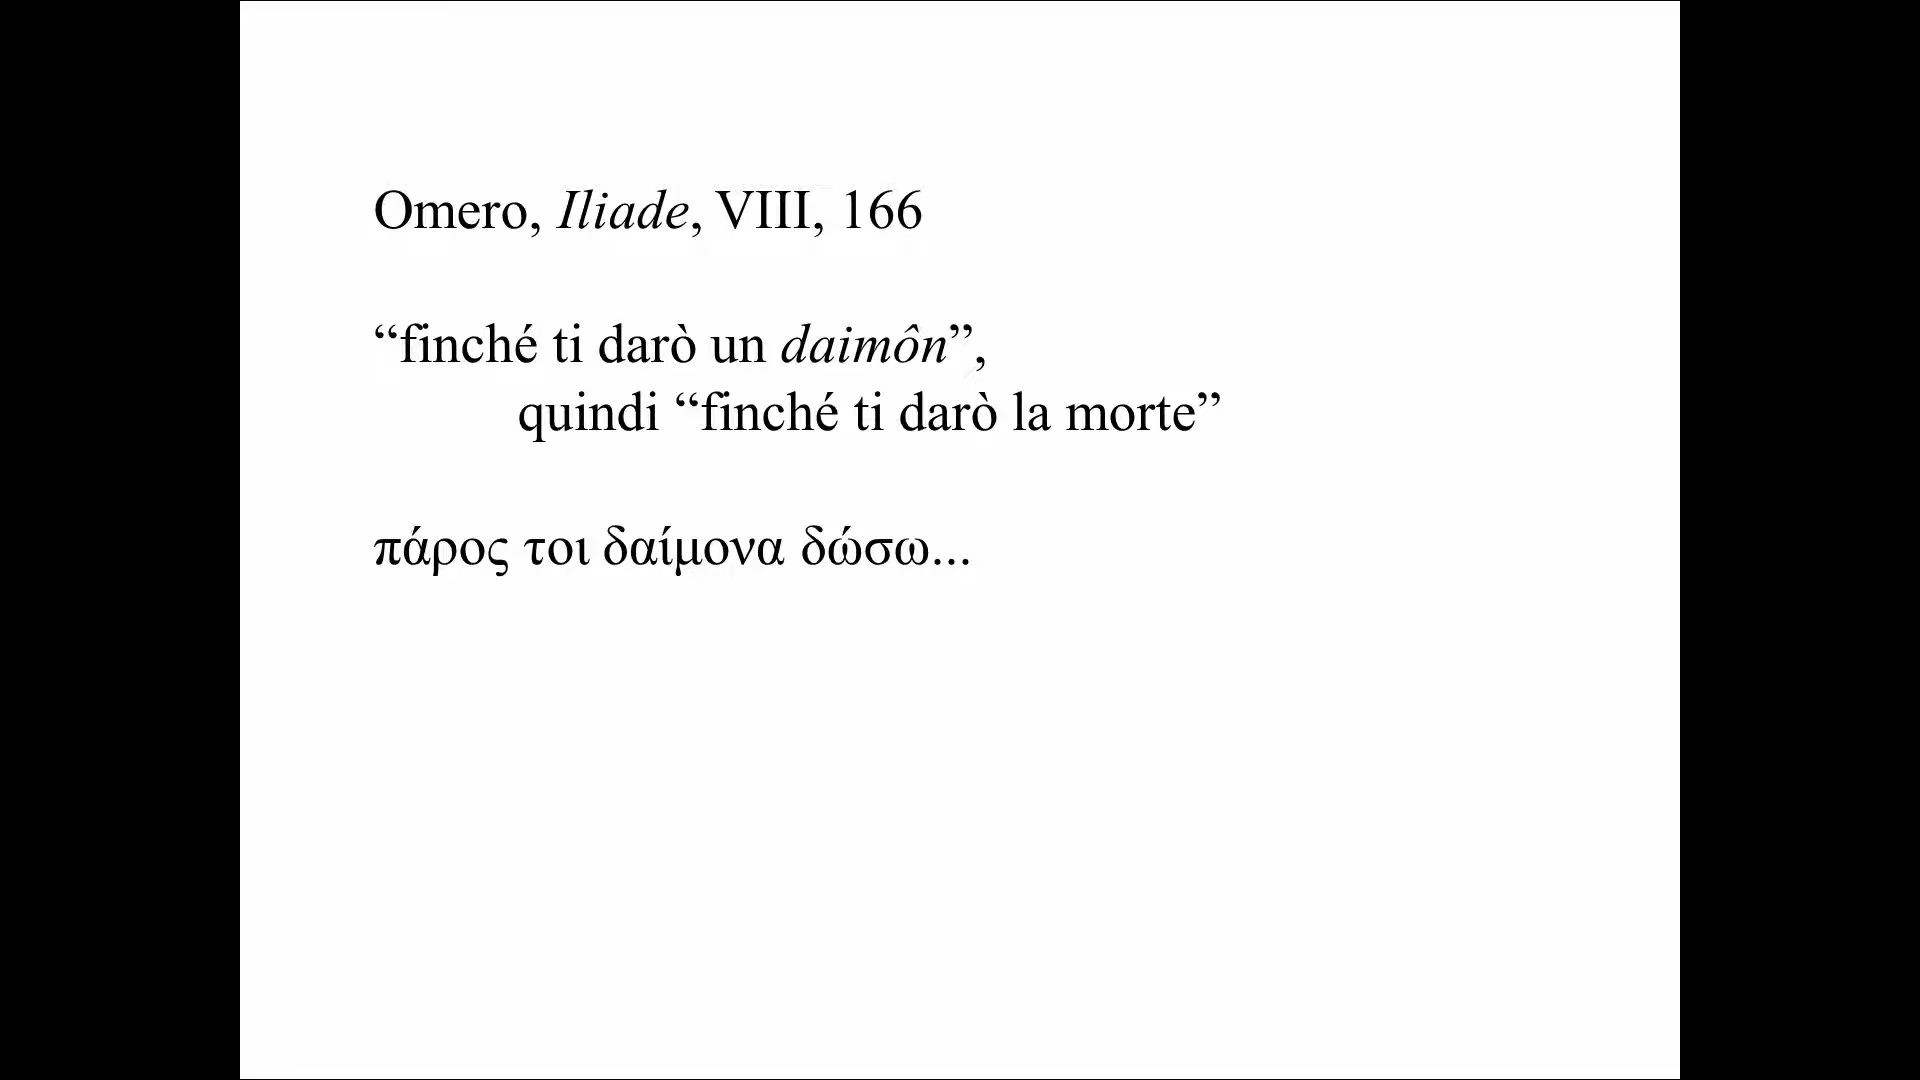 Omero, Iliade, VIII, 166
“finché ti darò un daimôn”,
quindi “finché ti darò la morte”
πάρος τοι δαίμονα δώσω...